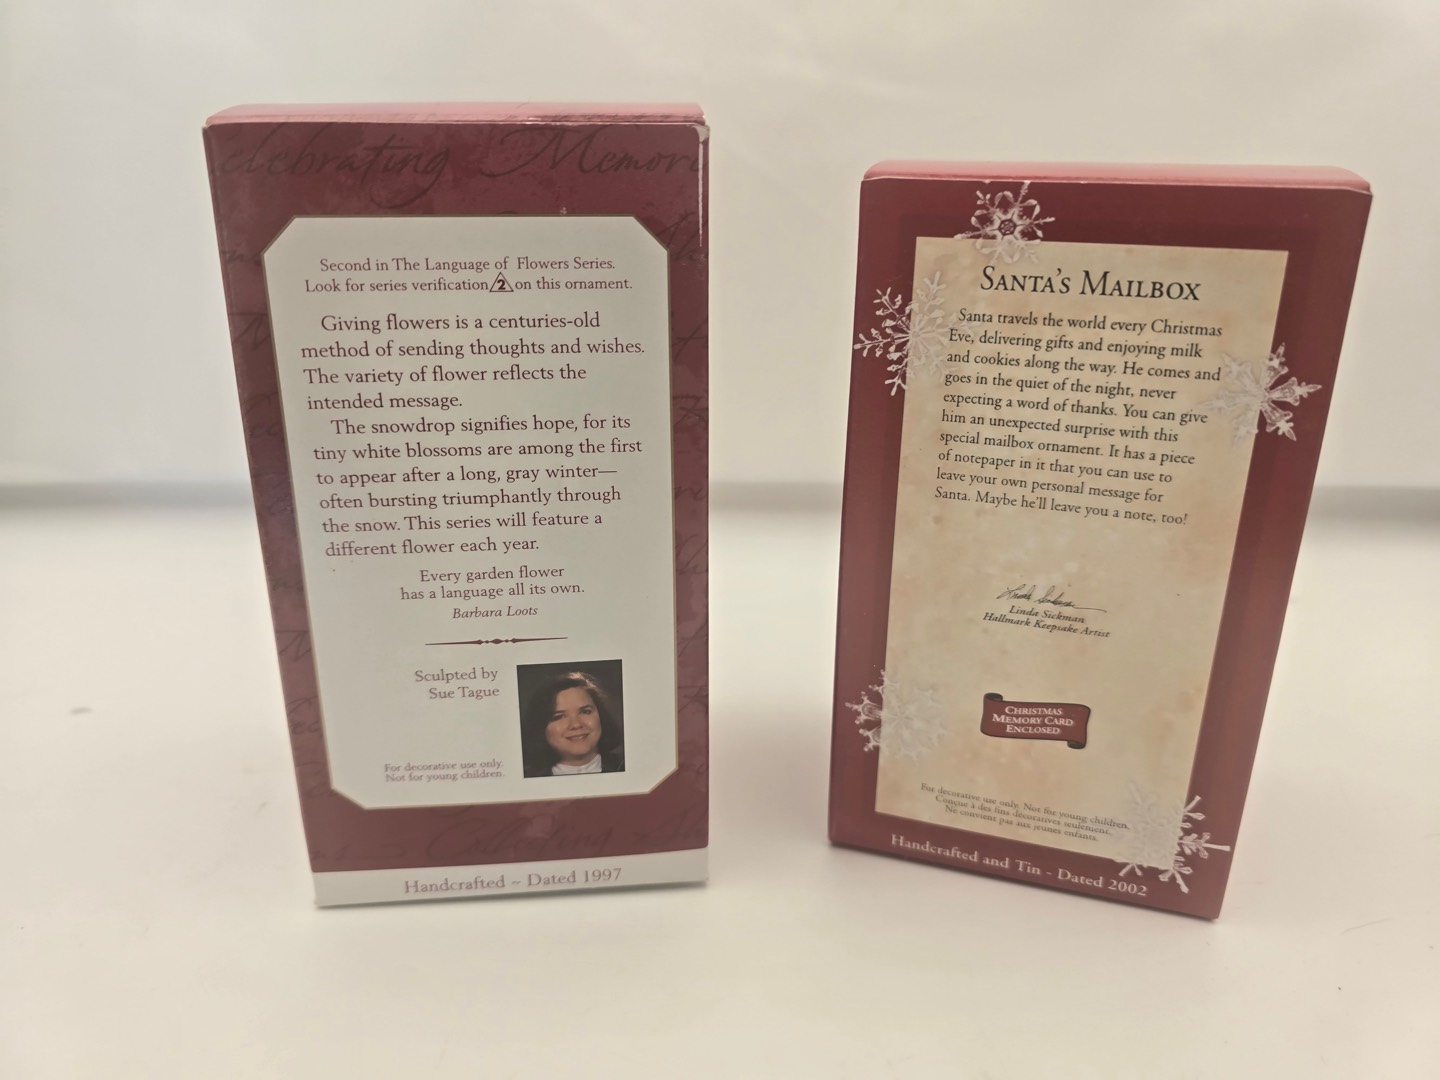 Celebrating Memori
Second in The Language of Flowers Series.
Look for series verification 2 on this ornament.
Giving flowers is a centuries-old
method of sending thoughts and wishes.
The variety of flower reflects the
intended message.
The snowdrop signifies hope, for its
tiny white blossoms are among the first
to appear after a long, gray winter—
often bursting triumphantly through
the snow. This series will feature a
different flower each year.
Every garden flower
has a language all its own.
Barbara Loots
Sculpted by
Sue Tague
For decorative use only.
Not for young children.
Handcrafted ~ Dated 1997
SANTA'S MAILBOX
Santa travels the world every Christmas
Eve, delivering gifts and enjoying milk
and cookies along the way. He comes and
goes in the quiet of the night, never
expecting a word of thanks. You can give
him an unexpected surprise with this
special mailbox ornament. It has a piece
of notepaper in it that you can use to
leave your own personal message for
Santa. Maybe he'll leave you a note, too!
Linda Sickman
Linda Sickman
Hallmark Keepsake Artist
CHRISTMAS
MEMORY CARD
ENCLOSED
For decorative use only. Not for young children.
Conçue à des fins décoratives seulement.
Ne convient pas aux jeunes enfants.
Handcrafted and Tin - Dated 2002